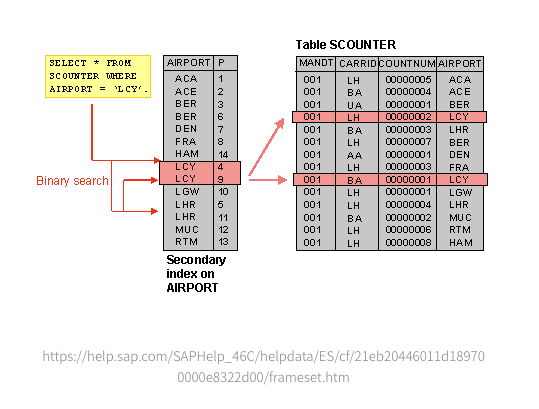 SELECT * FROM
SCOUNTER WHERE
AIRPORT = 'LCY'.
Binary search
AIRPORT P
ACA 1
ACE 2
BER 3
BER 6
DEN 7
FRA 8
HAM 14
LCY 4
LCY 9
LGW 10
LHR 5
LHR 11
MUC 12
RTM 13
Secondary
index on
AIRPORT
Table SCOUNTER
MANDT CARRID COUNTNUM AIRPORT
001 LH 00000005 ACA
001 BA 00000004 ACE
001 UA 00000001 BER
001 LH 00000002 LCY
001 BA 00000003 LHR
001 LH 00000007 BER
001 AA 00000001 DEN
001 LH 00000003 FRA
001 BA 00000001 LCY
001 LH 00000001 LGW
001 LH 00000004 LHR
001 BA 00000002 MUC
001 LH 00000006 RTM
001 LH 00000008 HAM
https://help.sap.com/SAPHelp_46C/helpdata/ES/cf/21eb20446011d18970
0000e8322d00/frameset.htm